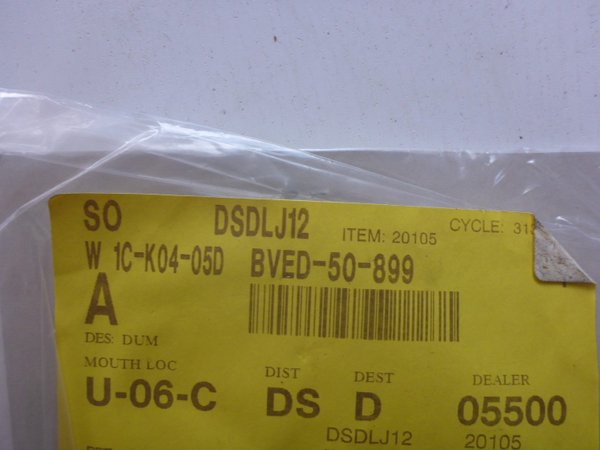 SO DSDLJ12 ITEM: 20105 CYCLE: 31
W 1C-K04-05D BVED-50-899
A
DES: DUM
MOUTH LOC DIST DEST DEALER
U-06-C DS D 05500
DSDLJ12 20105